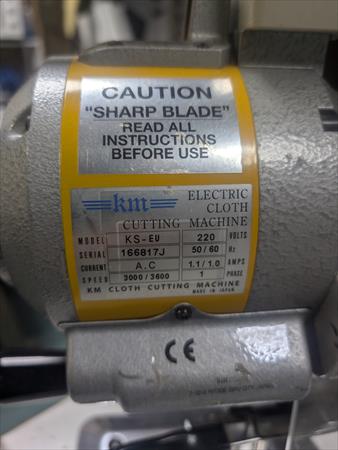 CAUTION
"SHARP BLADE"
READ ALL
INSTRUCTIONS
BEFORE USE
km ELECTRIC
CLOTH
CUTTING MACHINE
MODEL KS-EU 220 VOLTS
SERIAL 166817J 50/60 Hz
CURRENT A.C 1.1/1.0 AMPS
SPEED 3000/3600 1 PHASE
KM CLOTH CUTTING MACHINE MADE IN JAPAN
CE